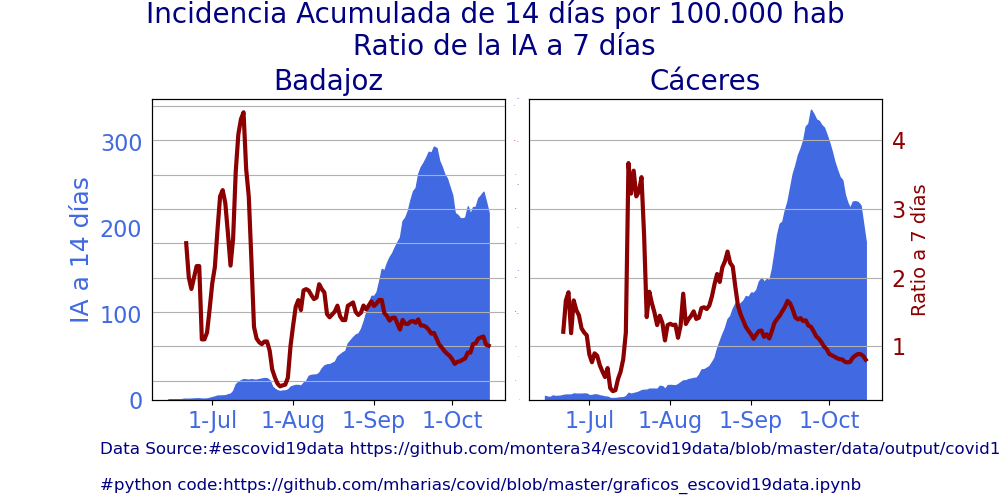 Incidencia Acumulada de 14 días por 100.000 hab
Ratio de la IA a 7 días
Badajoz
Cáceres
IA a 14 días
300
200
100
0
1-Jul
1-Aug
1-Sep
1-Oct
1-Jul
1-Aug
1-Sep
1-Oct
4
3
2
1
Ratio a 7 días
Data Source:#escovid19data https://github.com/montera34/escovid19data/blob/master/data/output/covid1
#python code:https://github.com/mharias/covid/blob/master/graficos_escovid19data.ipynb